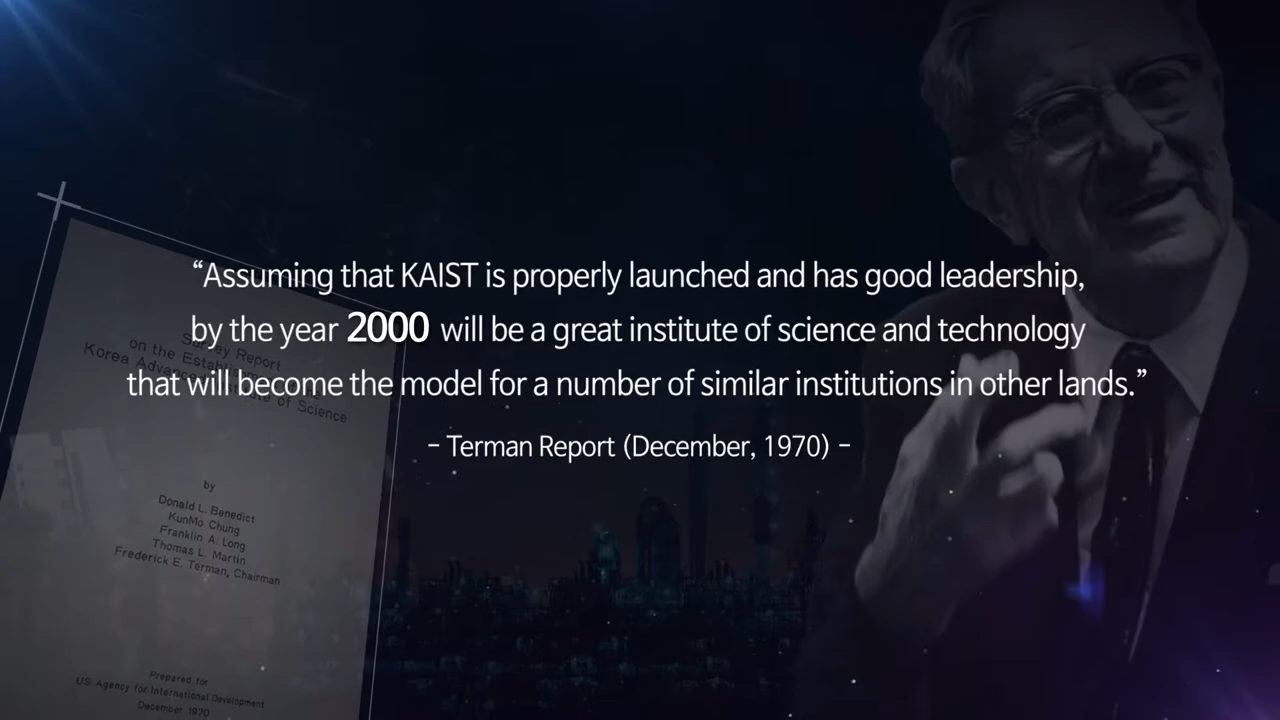 “Assuming that KAIST is properly launched and has good leadership,
by the year 2000 will be a great institute of science and technology
that will become the model for a number of similar institutions in other lands.”
– Terman Report (December, 1970) –
Survey Report
on the
Korea Advanced of Science
by
Donald L. Benedict
KunMo Chung
Franklin A. Long
Thomas L. Martin
Frederick E. Terman, Chairman
Prepared for
US Agency for International Development
December 1970